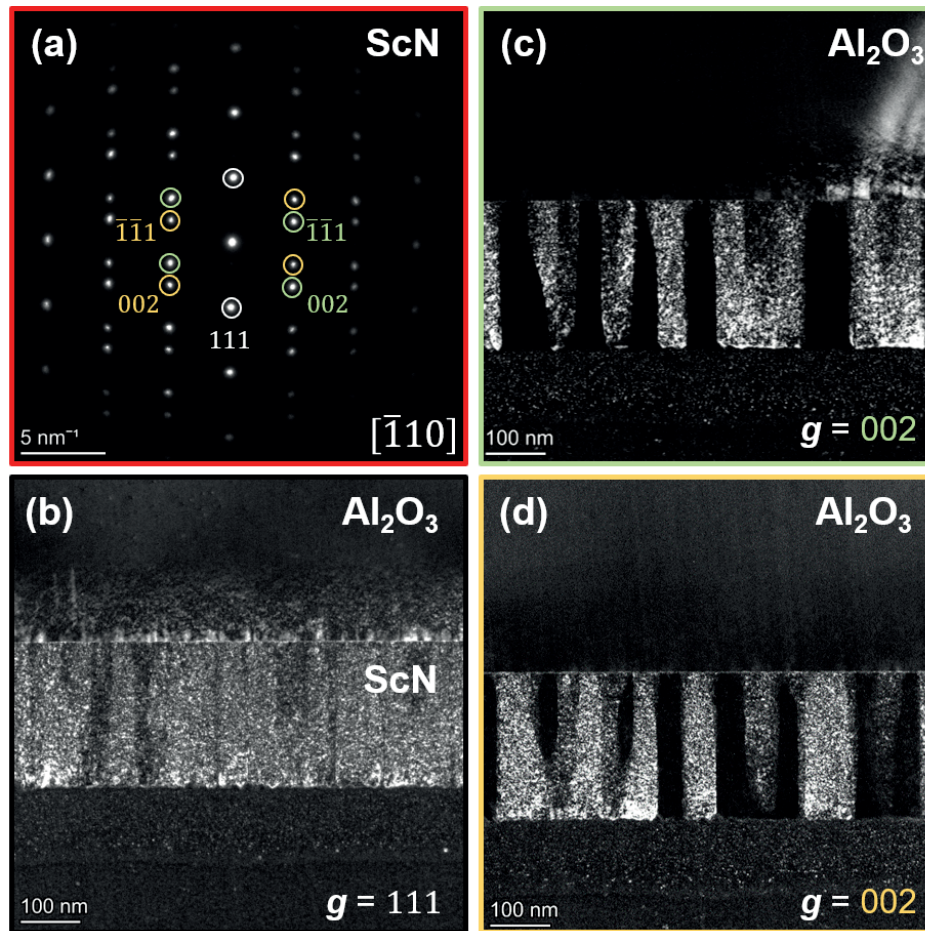 (a) ScN
1̅1̅1 1̅1̅1
002 002
111
5 nm⁻¹
[1̅10]
(b) Al₂O₃
ScN
100 nm
g = 111
(c) Al₂O₃
100 nm
g = 002
(d) Al₂O₃
100 nm
g = 002